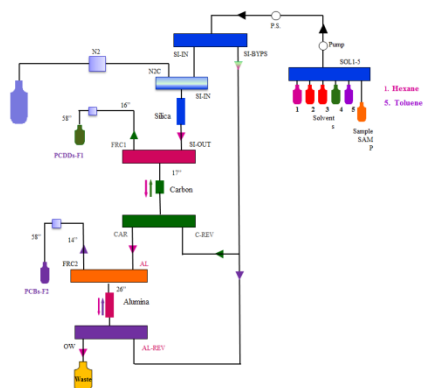 P.S.
N2
SI-IN
SI-BYPS
Pump
SOL1-5
N2C
SI-IN
1. Hexane
5. Toluene
1 2 3 4 5
Solvent
s
Sample
SAM
P
Silica
58"
16"
PCDDs-F1
FRC1
SI-OUT
17"
Carbon
CAR
C-REV
58"
14"
FRC2
AL
PCBs-F2
26"
Alumina
OW
AL-REV
Waste